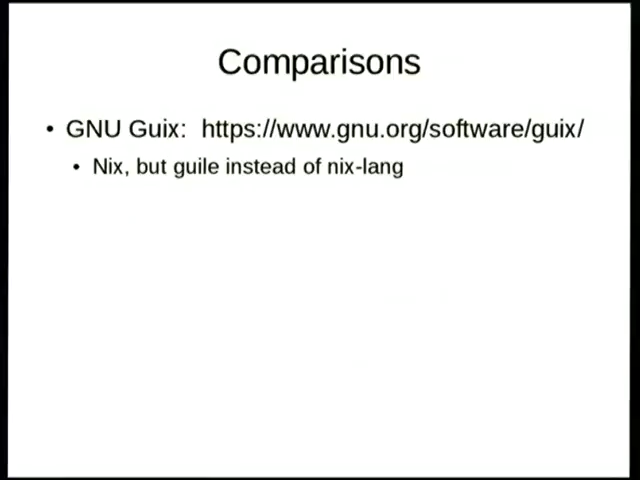 Comparisons
• GNU Guix:  https://www.gnu.org/software/guix/
• Nix, but guile instead of nix-lang